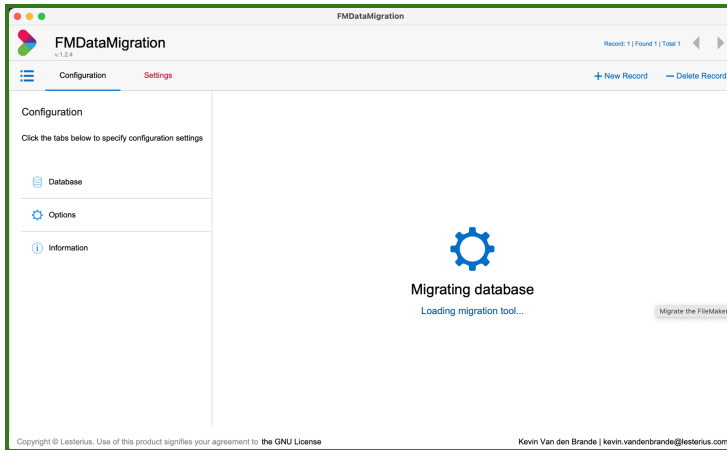 FMDataMigration
FMDataMigration
v.1.2.4
Record: 1 | Found 1 | Total 1
Configuration
Settings
New Record
Delete Record
Configuration
Click the tabs below to specify configuration settings
Database
Options
Information
Migrating database
Loading migration tool...
Migrate the FileMaker
Copyright © Lesterius. Use of this product signifies your agreement to the GNU License
Kevin Van den Brande | kevin.vandenbrande@lesterius.com